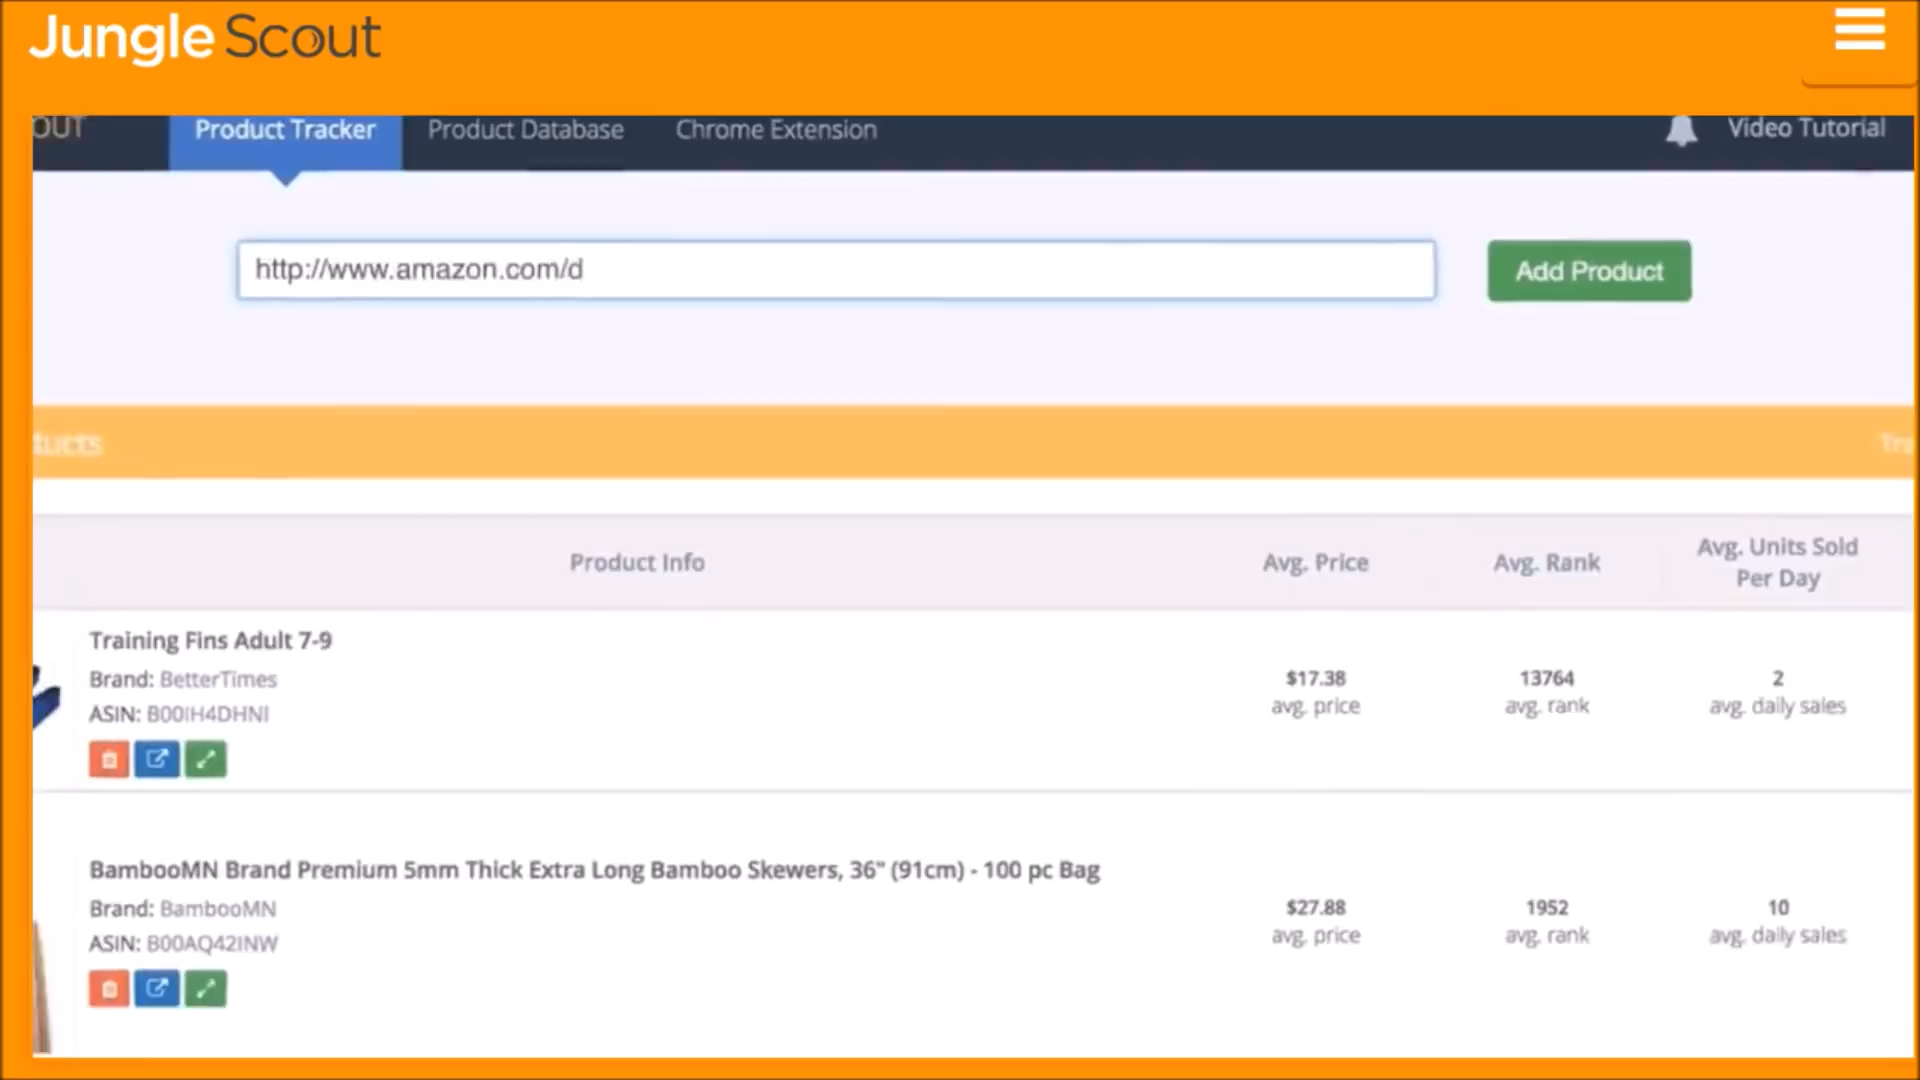 Jungle Scout
OUT Product Tracker Product Database Chrome Extension Video Tutorial
http://www.amazon.com/d
Add Product
ducts Tra
Product Info Avg. Price Avg. Rank Avg. Units Sold
Per Day
Training Fins Adult 7-9
Brand: BetterTimes $17.38 13764 2
ASIN: B00IH4DHNI avg. price avg. rank avg. daily sales
BambooMN Brand Premium 5mm Thick Extra Long Bamboo Skewers, 36" (91cm) - 100 pc Bag
Brand: BambooMN $27.88 1952 10
ASIN: B00AQ42INW avg. price avg. rank avg. daily sales